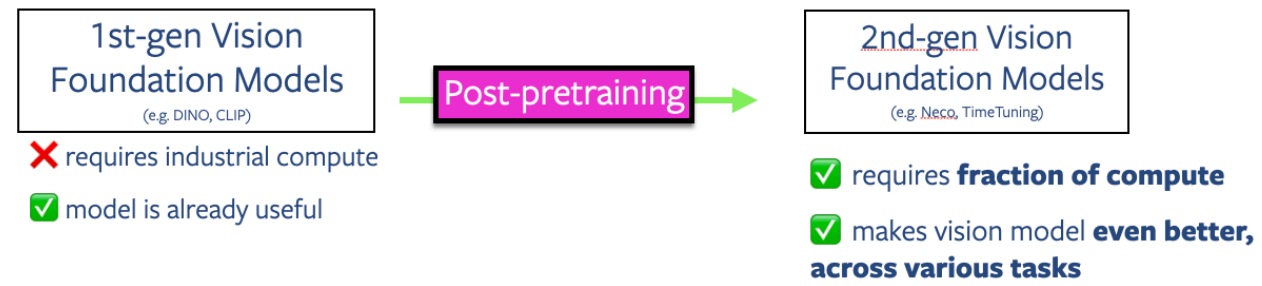 1st-gen Vision
Foundation Models
(e.g. DINO, CLIP)
❌ requires industrial compute
✅ model is already useful
Post-pretraining
2nd-gen Vision
Foundation Models
(e.g. Neco, TimeTuning)
✅ requires fraction of compute
✅ makes vision model even better,
across various tasks